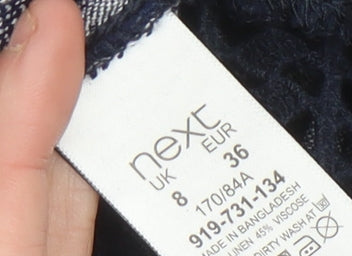 next
UK EUR
8 36
170/84A
919-731-134
MADE IN BANGLADESH
LINEN 45% VISCOSE
DIRTY WASH AT